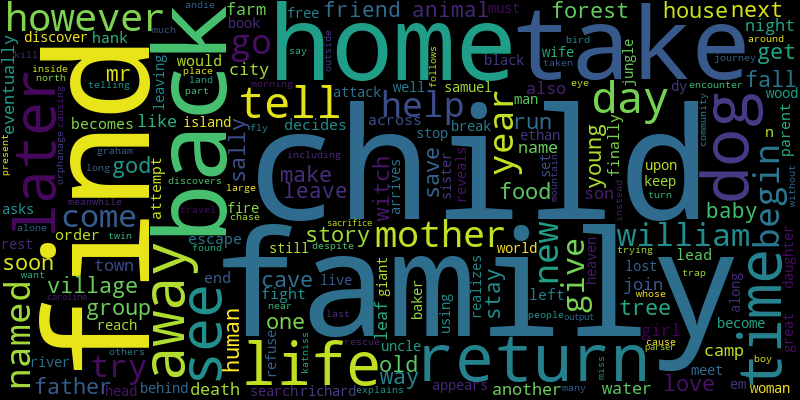 however
andie
discover
hank
mr
much
farm
book
free
friend
animal
must
forest
house
next
home
take
night
get
bird
around
say
outside
go
place
would
kill
telling
inside
north
eventually
becomes
leaving
city
land
part
morning
follows
wife
taken
eye
journey
black
jungle
encounter
fall
wood
find
back
tell
attack
well
samuel
also
dy
help
across
stop
break
man
ethan
day
dog
parent
later
orphanage
causing
like
island
fly
decides
run
name
set
young
finally
mountain
community
n
present
graham
long
god
discovers
sally
year
child
upon
keep
turn
begin
asks
come
attempt
large
including
make
leave
witch
save
sister
reveals
food
son
instead
without
baby
meanwhile
alone
twin
away
travel
fire
chase
arrives
order
escape
found
sacrifice
despite
still
story
mother
world
heaven
new
give
william
daughter
rest
soon
town
see
end
cave
live
giant
realizes
stay
trying
lost
lead
trap
want
village
named
group
reach
caroline
human
near
fight
leaf
baker
using
left
join
whose
along
time
one
last
family
people
output
tree
girl
become
great
river
others
try
life
refuse
katniss
rescue
uncle
old
way
return
miss
cause
parser
camp
boy
meet
father
head
behind
death
search
richard
explains
appears
another
many
water
love
em
woman